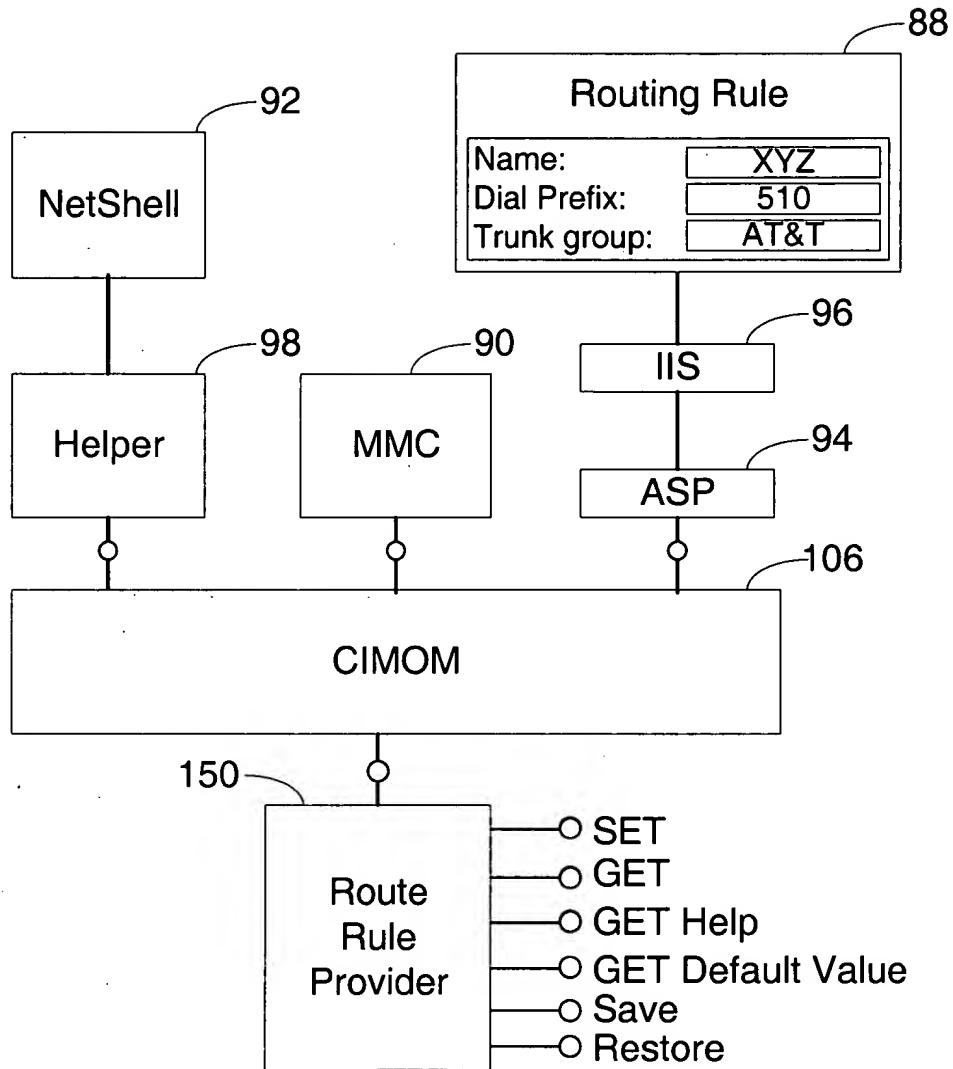 88
Routing Rule
Name: XYZ
Dial Prefix: 510
Trunk group: AT&T
92
NetShell
96
IIS
98
Helper
90
MMC
94
ASP
106
CIMOM
150
Route
Rule
Provider
SET
GET
GET Help
GET Default Value
Save
Restore